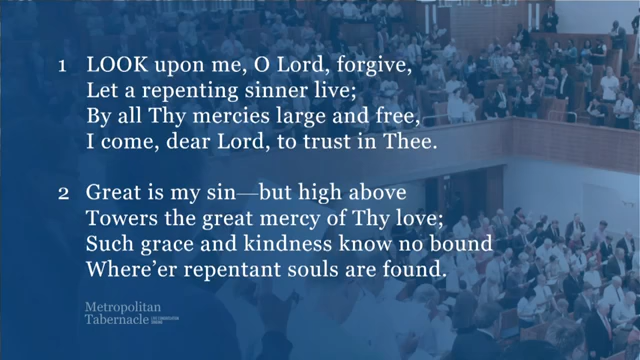 1 LOOK upon me, O Lord, forgive,
Let a repenting sinner live;
By all Thy mercies large and free,
I come, dear Lord, to trust in Thee.
2 Great is my sin—but high above
Towers the great mercy of Thy love;
Such grace and kindness know no bound
Where’er repentant souls are found.
Metropolitan
Tabernacle